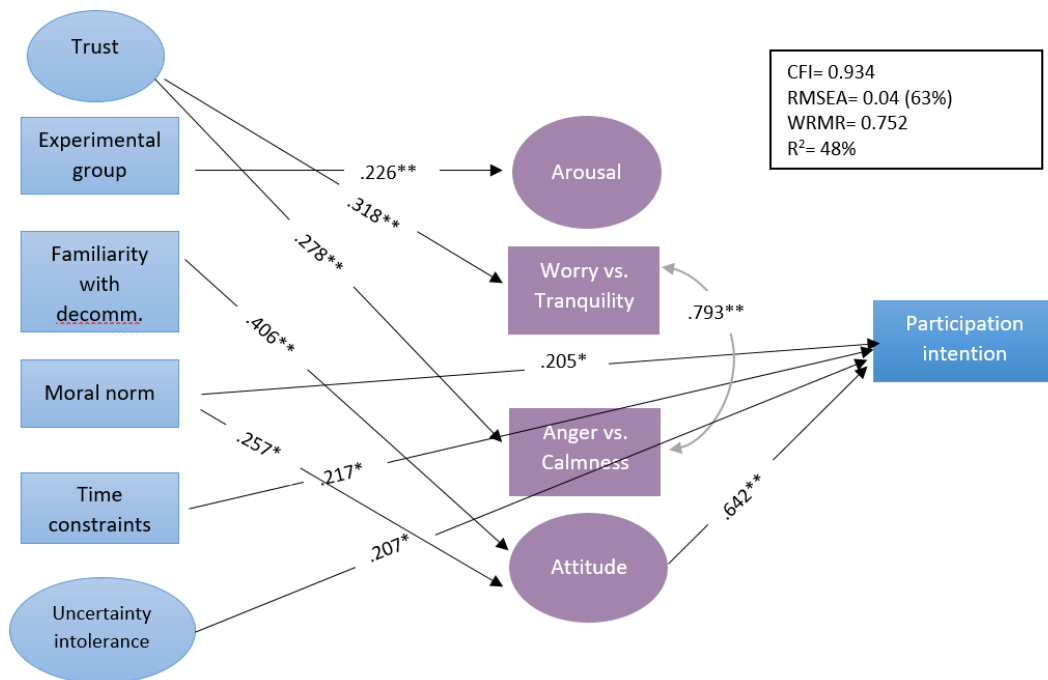 Trust
CFI= 0.934
RMSEA= 0.04 (63%)
WRMR= 0.752
R²= 48%
Experimental
group
.226**
Arousal
.318**
.278**
Familiarity
with
decomm.
Worry vs.
Tranquility
.793**
.406**
Participation
intention
.205*
Moral norm
.257*
Anger vs.
Calmness
.217*
Time
constraints
.642**
.207*
Attitude
Uncertainty
intolerance